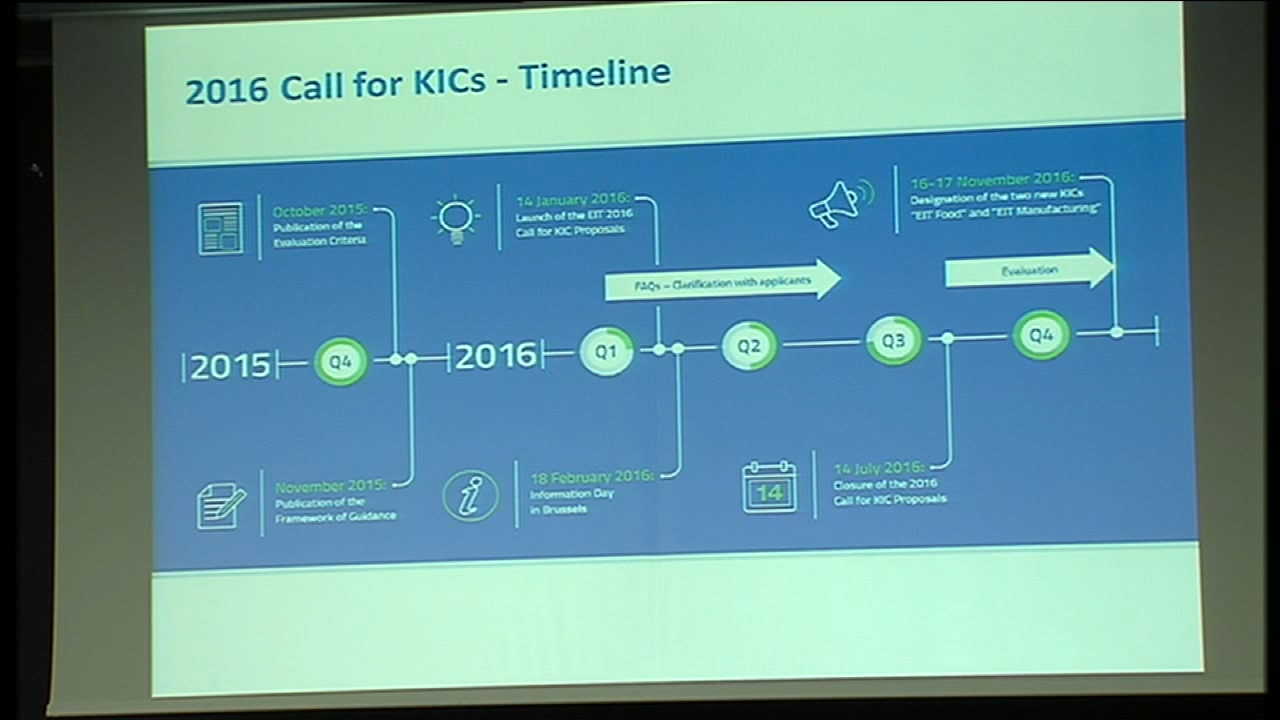 2016 Call for KICs - Timeline
October 2015:
Publication of the
Evaluation Criteria
14 January 2016:
Launch of the EIT 2016
Call for KIC Proposals
16-17 November 2016:
Designation of the two new KICs
"EIT Food" and "EIT Manufacturing"
FAQs – Clarification with applicants
Evaluation
2015
Q4
2016
Q1
Q2
Q3
Q4
November 2015:
Publication of the
Framework of Guidance
18 February 2016:
Information Day
in Brussels
14
14 July 2016:
Closure of the 2016
Call for KIC Proposals